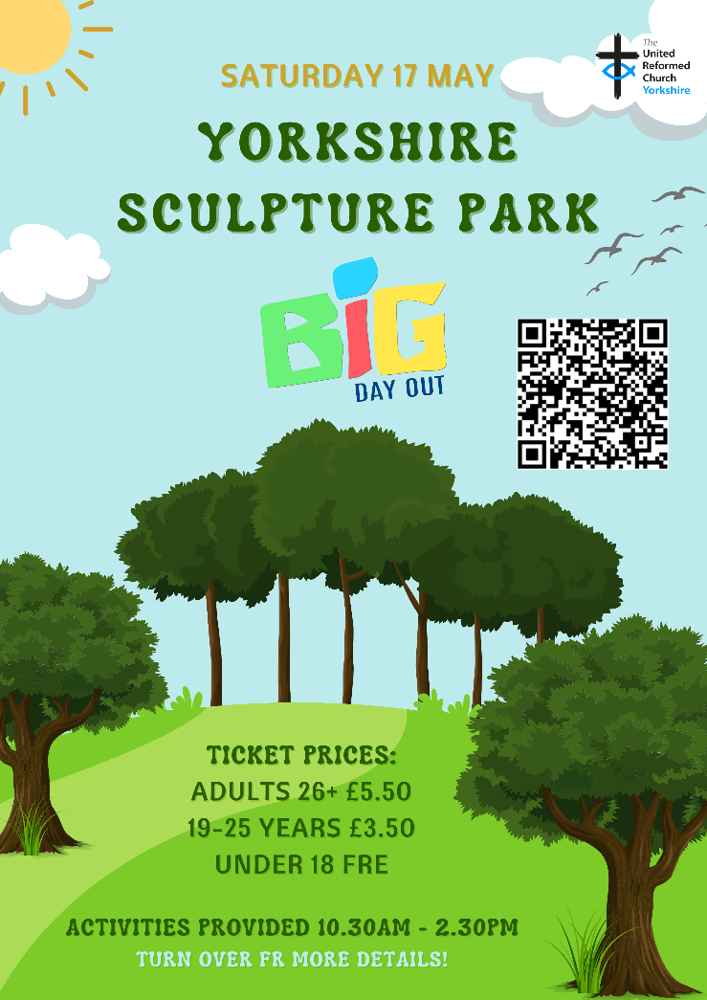 SATURDAY 17 MAY
The
United
Reformed
Church
Yorkshire
YORKSHIRE
SCULPTURE PARK
BiG
DAY OUT
TICKET PRICES:
ADULTS 26+ £5.50
19-25 YEARS £3.50
UNDER 18 FRE
ACTIVITIES PROVIDED 10.30AM - 2.30PM
TURN OVER FR MORE DETAILS!